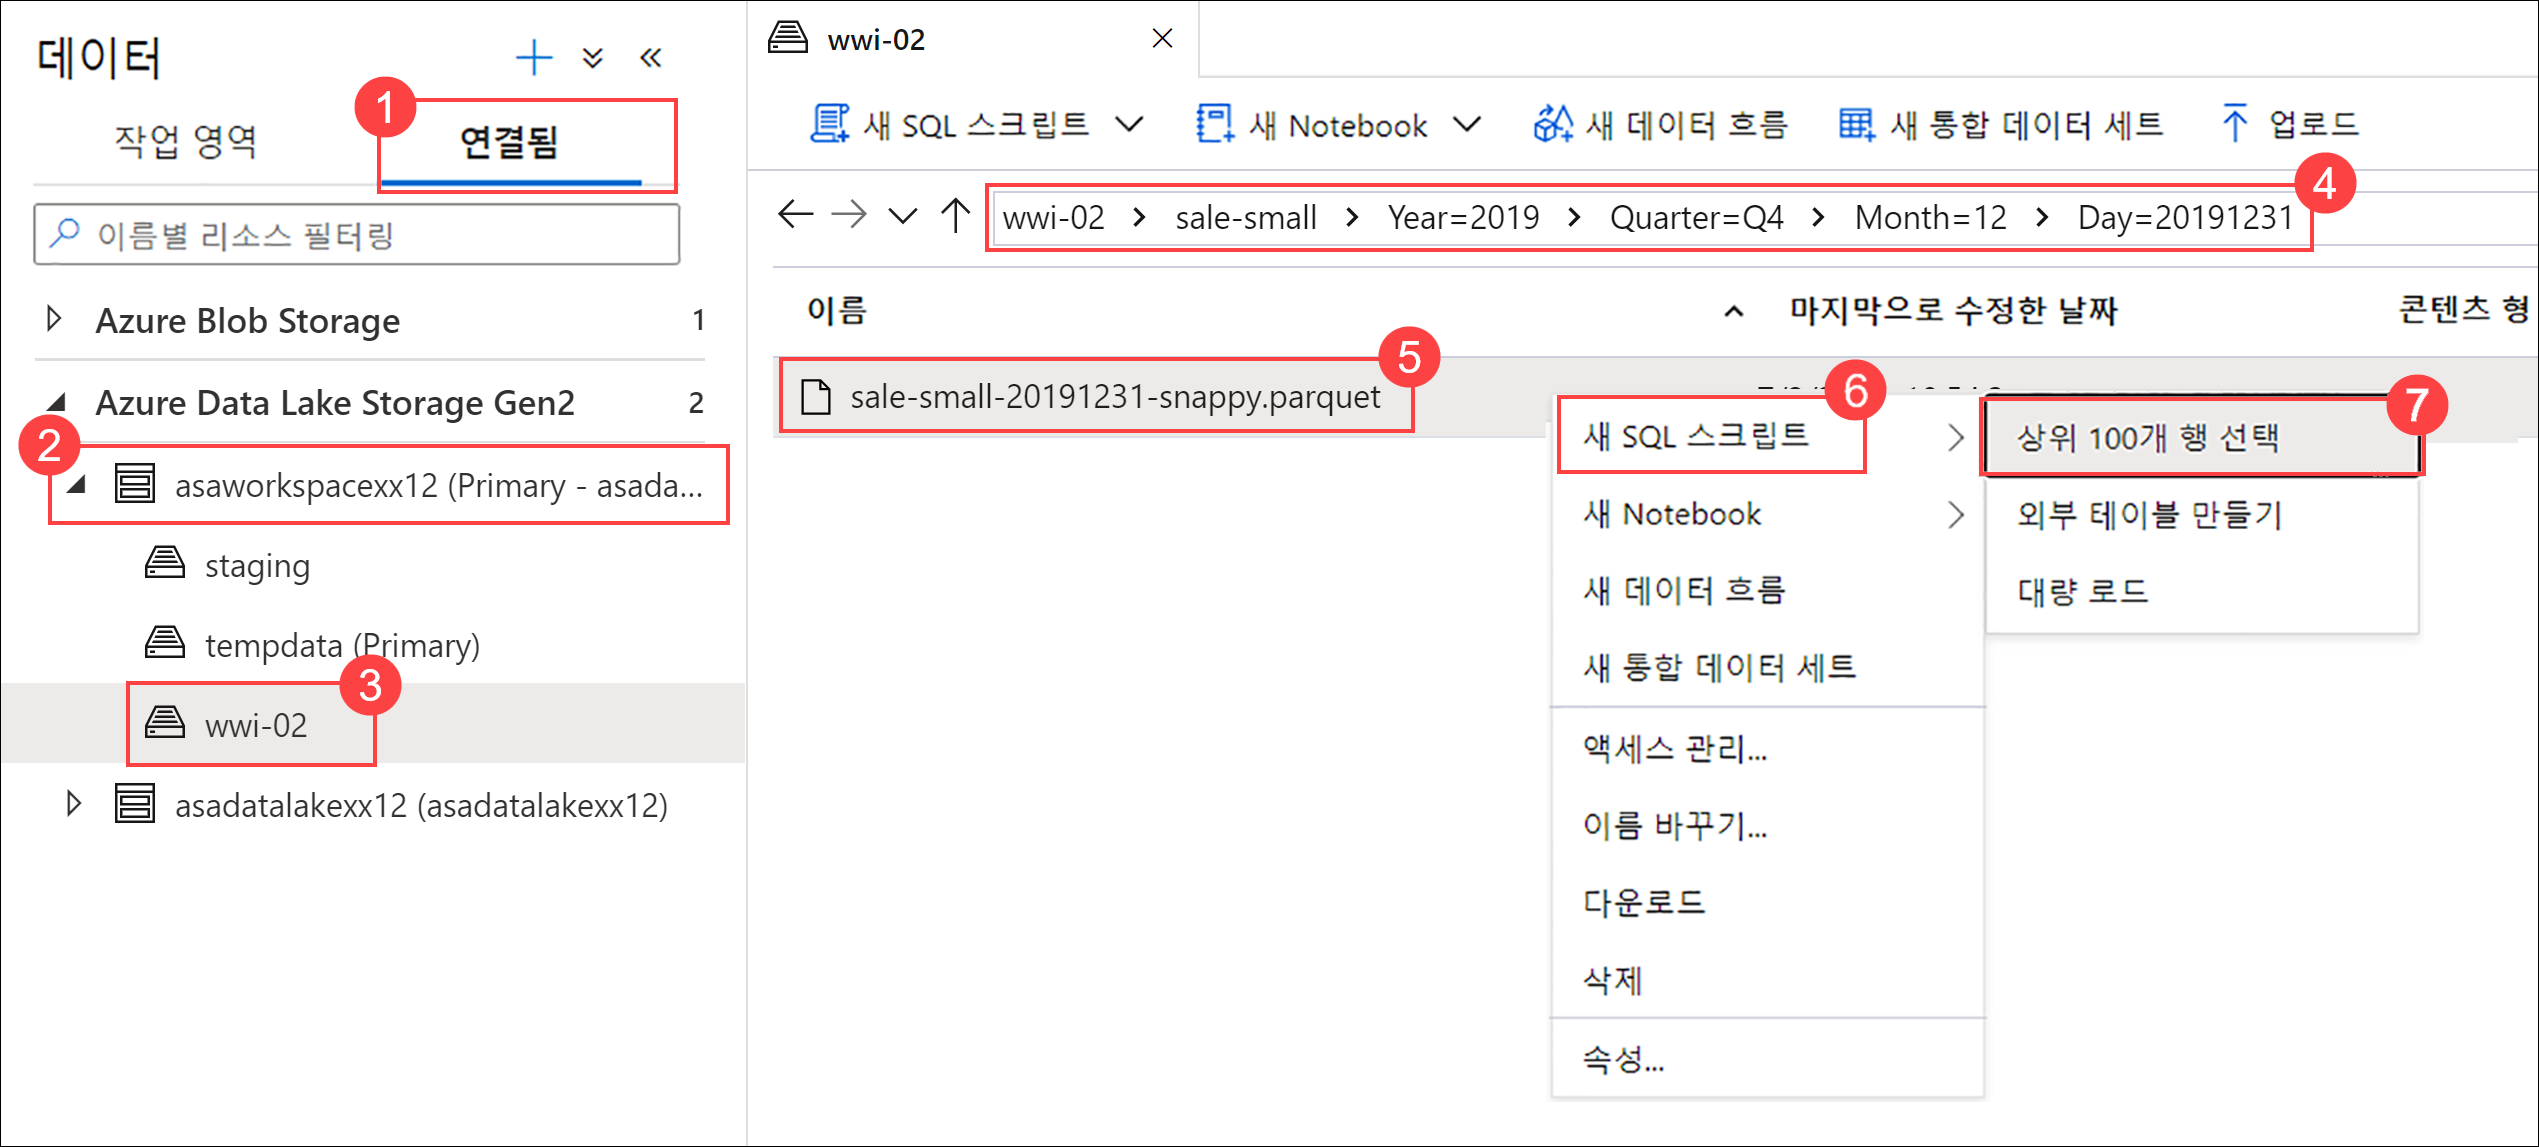 데이터
1
작업 영역
연결됨
이름별 리소스 필터링
Azure Blob Storage 1
Azure Data Lake Storage Gen2 2
2
asaworkspacexx12 (Primary - asada...
staging
tempdata (Primary)
3
wwi-02
asadatalakexx12 (asadatalakexx12)
wwi-02
새 SQL 스크립트
새 Notebook
새 데이터 흐름
새 통합 데이터 세트
업로드
4
wwi-02 > sale-small > Year=2019 > Quarter=Q4 > Month=12 > Day=20191231
이름
마지막으로 수정한 날짜
콘텐츠 형
5
sale-small-20191231-snappy.parquet
6
새 SQL 스크립트
새 Notebook
새 데이터 흐름
새 통합 데이터 세트
액세스 관리...
이름 바꾸기...
다운로드
삭제
속성...
7
상위 100개 행 선택
외부 테이블 만들기
대량 로드